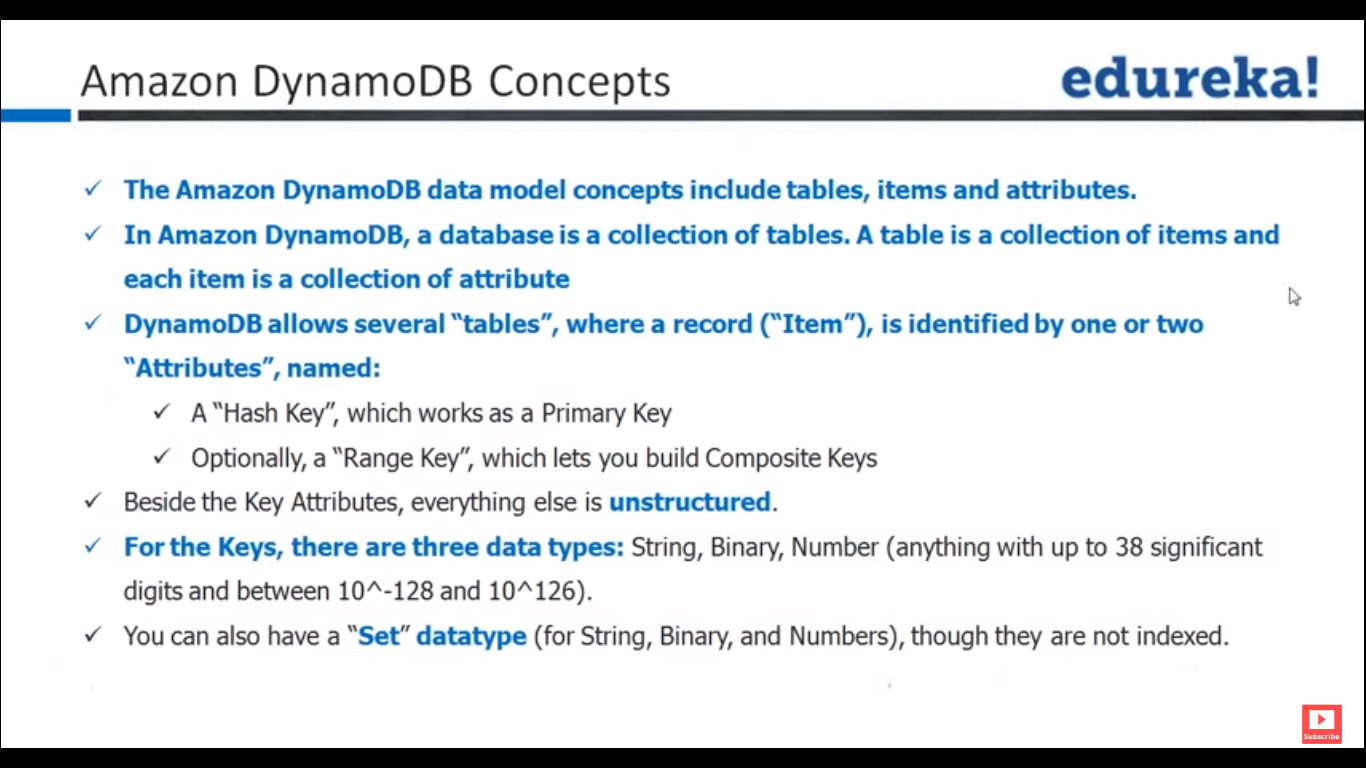 Amazon DynamoDB Concepts
edureka!
✓ The Amazon DynamoDB data model concepts include tables, items and attributes.
✓ In Amazon DynamoDB, a database is a collection of tables. A table is a collection of items and
each item is a collection of attribute
✓ DynamoDB allows several “tables”, where a record (“Item”), is identified by one or two
“Attributes”, named:
✓ A “Hash Key”, which works as a Primary Key
✓ Optionally, a “Range Key”, which lets you build Composite Keys
✓ Beside the Key Attributes, everything else is unstructured.
✓ For the Keys, there are three data types: String, Binary, Number (anything with up to 38 significant
digits and between 10^-128 and 10^126).
✓ You can also have a “Set” datatype (for String, Binary, and Numbers), though they are not indexed.
Subscribe